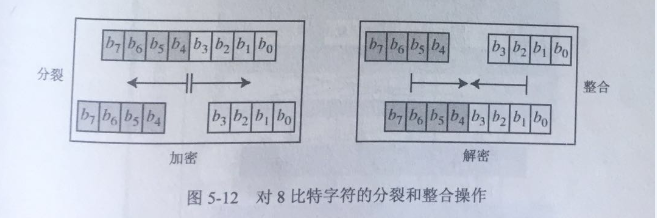 b7 b6 b5 b4 b3 b2 b1 b0
分裂
b7 b6 b5 b4 b3 b2 b1 b0
加密
b7 b6 b5 b4 b3 b2 b1 b0
整合
b7 b6 b5 b4 b3 b2 b1 b0
解密
图 5-12 对 8 比特字符的分裂和整合操作